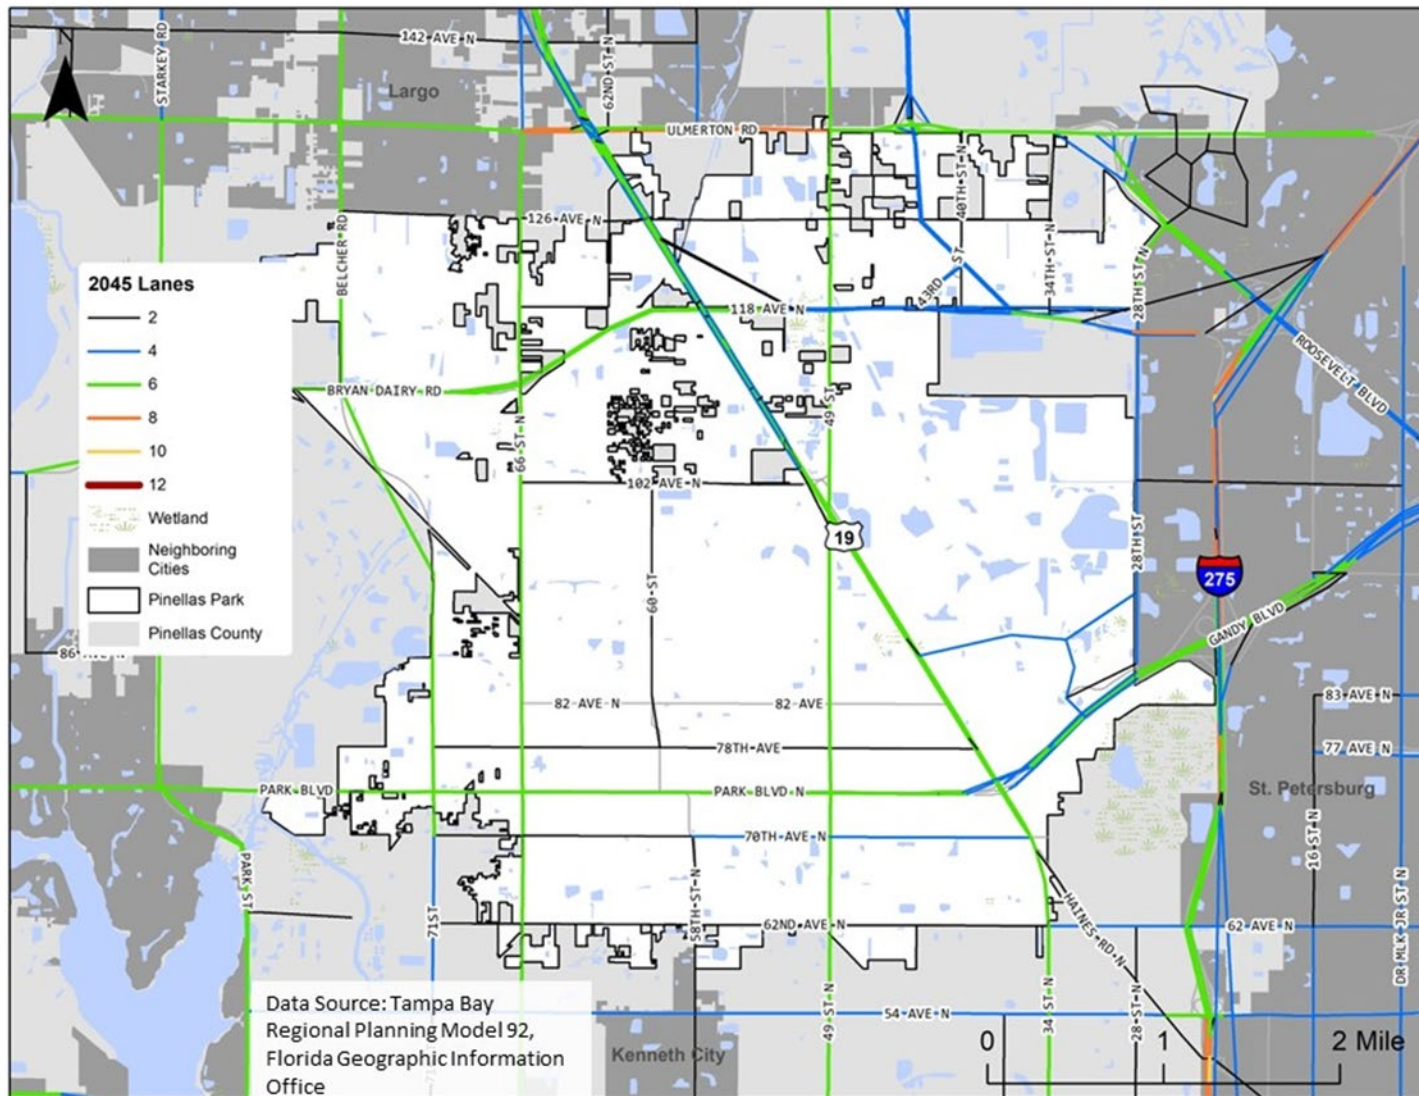 142 AVE N
STARKEY RD
62ND ST N
Largo
ULMERTON RD
40TH ST N
126 AVE N
BELCHER RD
34TH ST N
28TH ST N
43RD ST
2045 Lanes
2
4
6
8
10
12
Wetland
Neighboring
Cities
Pinellas Park
Pinellas County
118 AVE N
ROOSEVELT BLVD
BRYAN DAIRY RD
49 ST
66 ST N
102 AVE N
19
28TH ST
275
60 ST
GANDY BLVD
86 AVE N
82 AVE N
82 AVE
83 AVE N
78TH AVE
77 AVE N
PARK BLVD
PARK BLVD N
St. Petersburg
70TH AVE N
16 ST N
PARK ST
71ST
58TH ST N
62ND AVE N
HAINES RD N
62 AVE N
DR MLK JR ST N
49 ST N
34 ST N
28 ST N
54 AVE N
Data Source: Tampa Bay
Regional Planning Model 92,
Florida Geographic Information
Office
Kenneth City
0 1 2 Mile